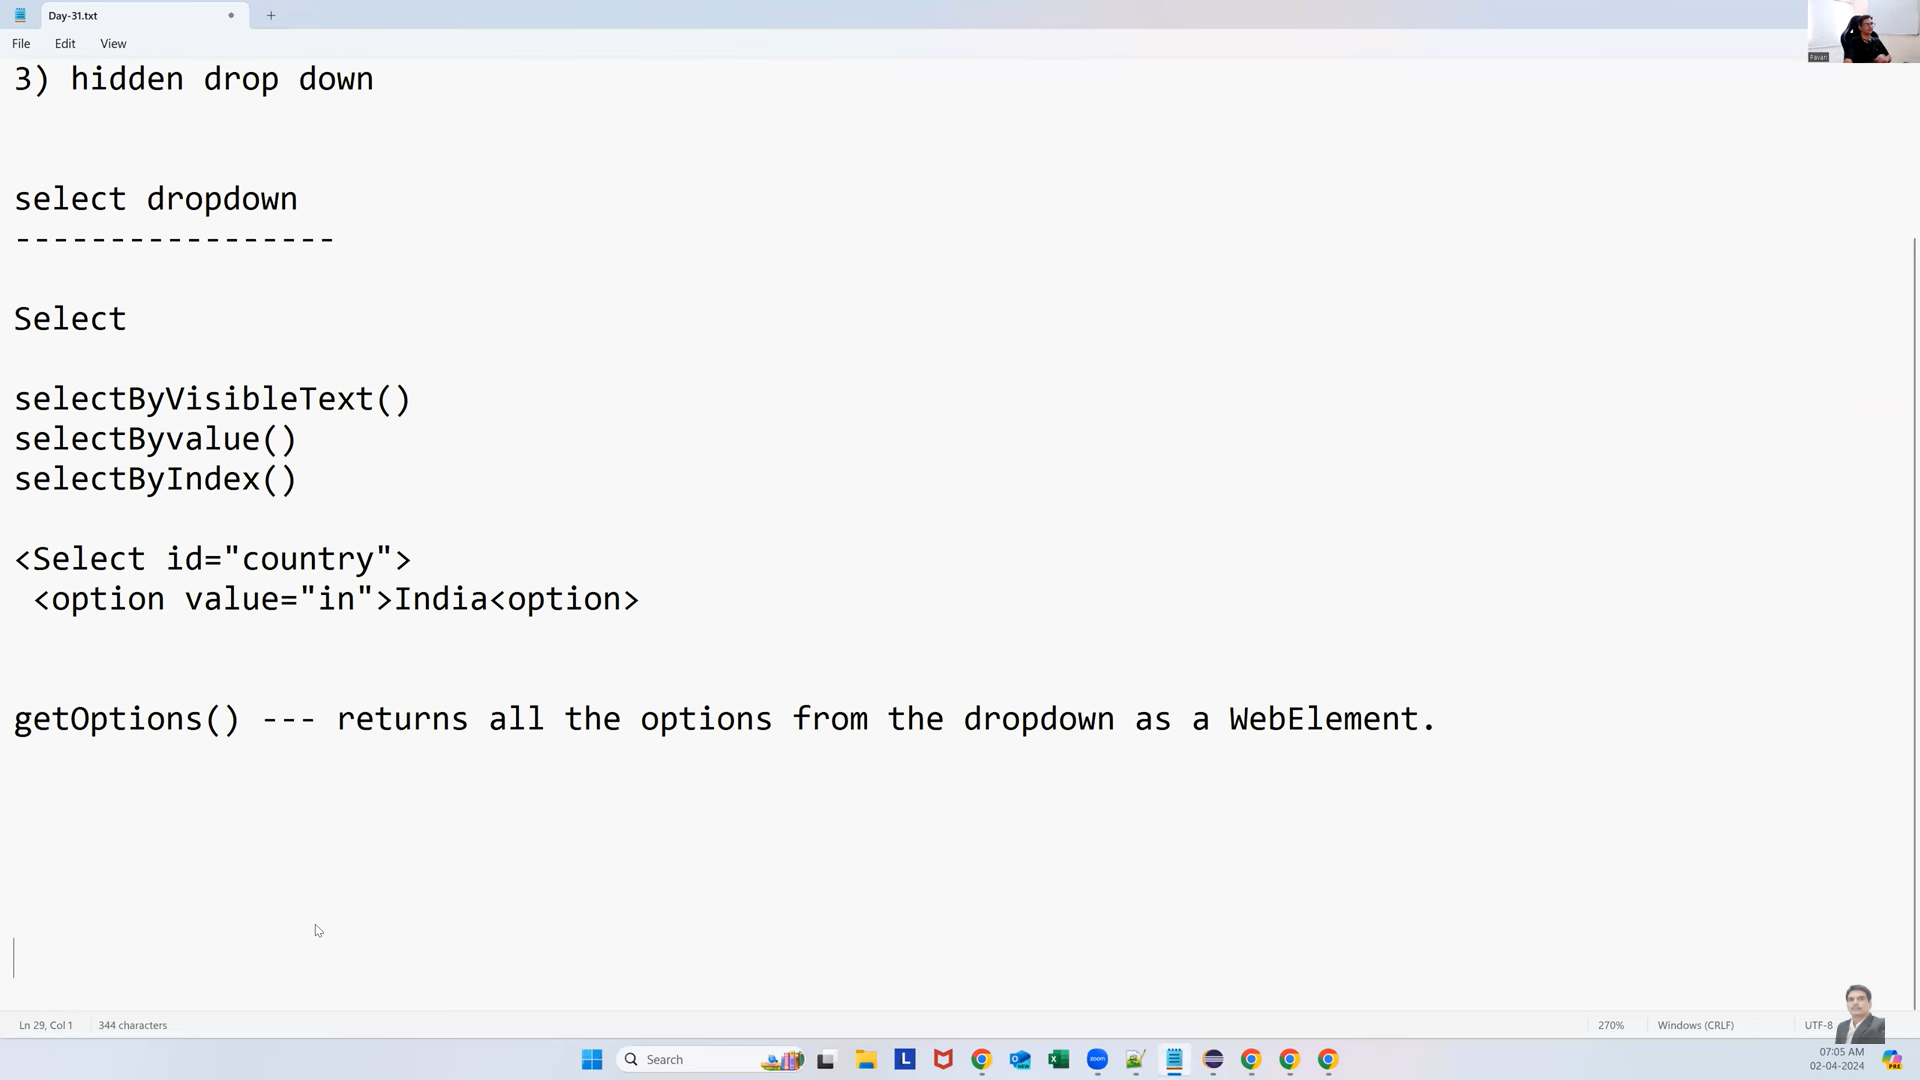 Day-31.txt
File Edit View
3) hidden drop down
select dropdown
-----------------
Select
selectByVisibleText()
selectByvalue()
selectByIndex()
<Select id="country">
<option value="in">India<option>
getOptions() --- returns all the options from the dropdown as a WebElement.
Pavan
Ln 29, Col 1 344 characters 270% Windows (CRLF) UTF-8
Search
L
zoom
07:05 AM
02-04-2024